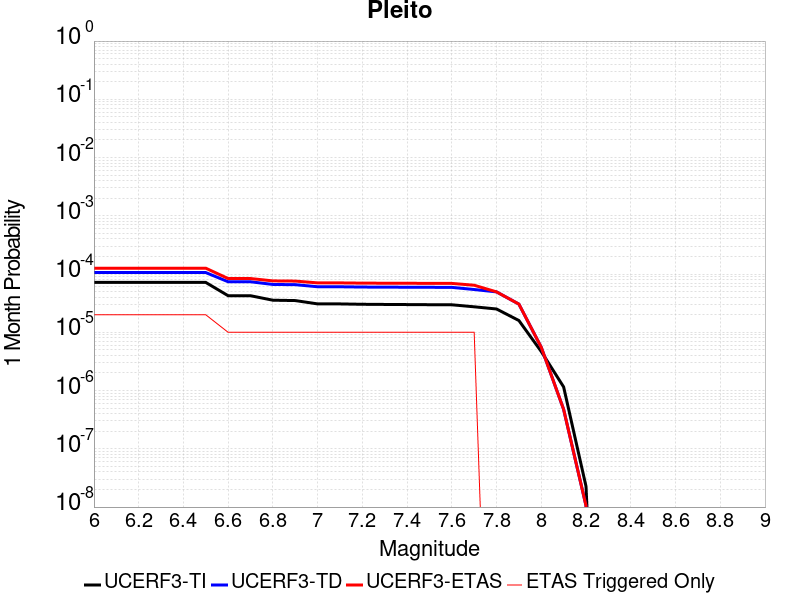 Pleito
10^0
10^-1
10^-2
10^-3
10^-4
10^-5
10^-6
10^-7
10^-8
1 Month Probability
6 6.2 6.4 6.6 6.8 7 7.2 7.4 7.6 7.8 8 8.2 8.4 8.6 8.8 9
Magnitude
UCERF3-TI UCERF3-TD UCERF3-ETAS ETAS Triggered Only